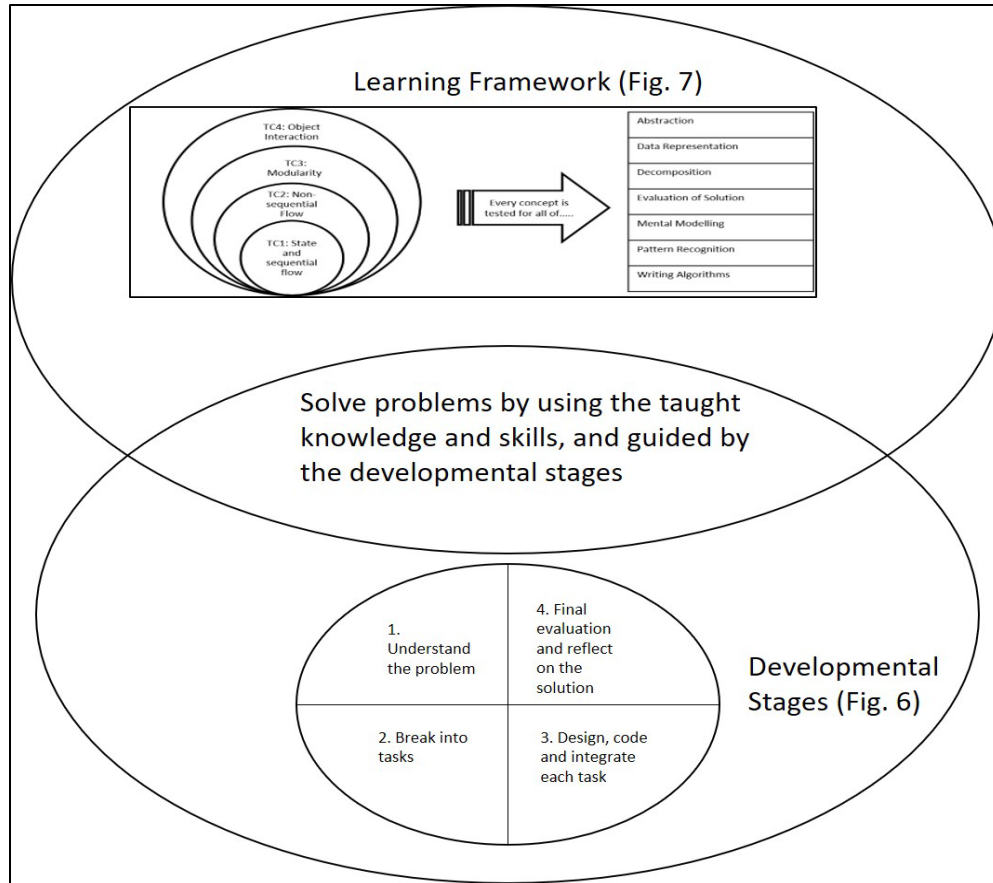 Learning Framework (Fig. 7)
TC4: Object
Interaction
TC3:
Modularity
TC2: Non-
sequential
Flow
TC1: State
and
sequential
flow
Every concept is
tested for all of.....
Abstraction
Data Representation
Decomposition
Evaluation of Solution
Mental Modelling
Pattern Recognition
Writing Algorithms
Solve problems by using the taught
knowledge and skills, and guided by
the developmental stages
1.
Understand
the problem
4. Final
evaluation
and reflect
on the
solution
2. Break into
tasks
3. Design, code
and integrate
each task
Developmental
Stages (Fig. 6)